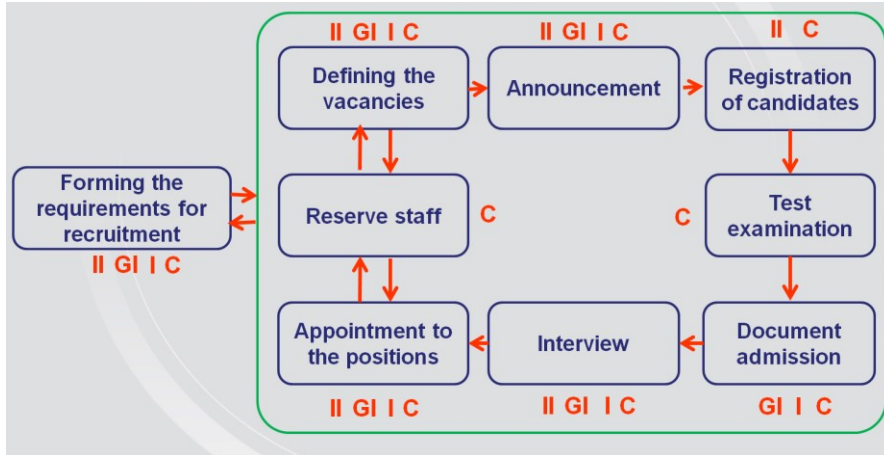 II GI I C
II GI I C
II C
Defining the
vacancies
Announcement
Registration
of candidates
Forming the
requirements for
recruitment
II GI I C
Reserve staff
C
C
Test
examination
Appointment to
the positions
Interview
Document
admission
II GI I C
II GI I C
GI I C